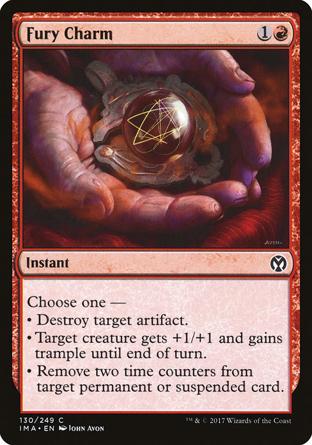 Fury Charm 1
Instant
Choose one —
• Destroy target artifact.
• Target creature gets +1/+1 and gains
trample until end of turn.
• Remove two time counters from
target permanent or suspended card.
130/249 C
IMA • EN John Avon
™ & © 2017 Wizards of the Coast